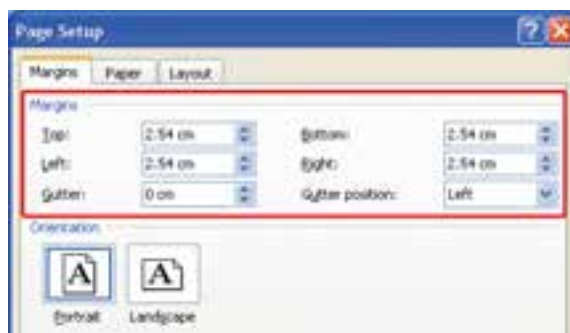 Page Setup
Margins Paper Layout
Margins
Top: 2.54 cm Bottom: 2.54 cm
Left: 2.54 cm Right: 2.54 cm
Gutter: 0 cm Gutter position: Left
Orientation
A A
Portrait Landscape